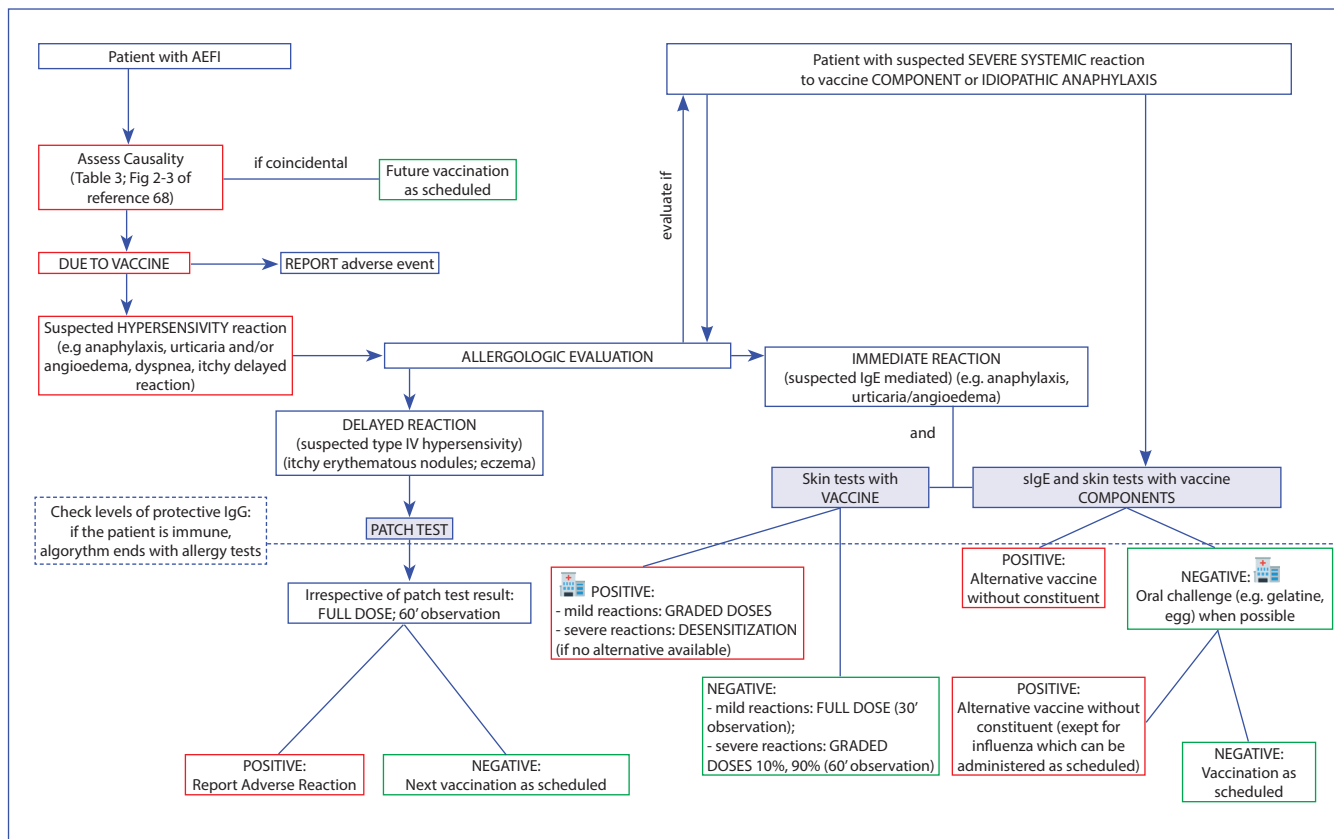 Patient with AEFI
Patient with suspected SEVERE SYSTEMIC reaction
to vaccine COMPONENT or IDIOPATHIC ANAPHYLAXIS
Assess Causality
(Table 3; Fig 2-3 of
reference 68)
if coincidental
Future vaccination
as scheduled
evaluate if
DUE TO VACCINE
REPORT adverse event
Suspected HYPERSENSIVITY reaction
(e.g anaphylaxis, urticaria and/or
angioedema, dyspnea, itchy delayed
reaction)
ALLERGOLOGIC EVALUATION
IMMEDIATE REACTION
(suspected IgE mediated) (e.g. anaphylaxis,
urticaria/angioedema)
DELAYED REACTION
(suspected type IV hypersensivity)
(itchy erythematous nodules; eczema)
and
Skin tests with
VACCINE
sIgE and skin tests with vaccine
COMPONENTS
Check levels of protective IgG:
if the patient is immune,
algorythm ends with allergy tests
PATCH TEST
Irrespective of patch test result:
FULL DOSE; 60' observation
POSITIVE:
- mild reactions: GRADED DOSES
- severe reactions: DESENSITIZATION
(if no alternative available)
POSITIVE:
Alternative vaccine
without constituent
NEGATIVE:
Oral challenge (e.g. gelatine,
egg) when possible
NEGATIVE:
- mild reactions: FULL DOSE (30'
observation);
- severe reactions: GRADED
DOSES 10%, 90% (60' observation)
POSITIVE:
Alternative vaccine without
constituent (exept for
influenza which can be
administered as scheduled)
NEGATIVE:
Vaccination as
scheduled
POSITIVE:
Report Adverse Reaction
NEGATIVE:
Next vaccination as scheduled